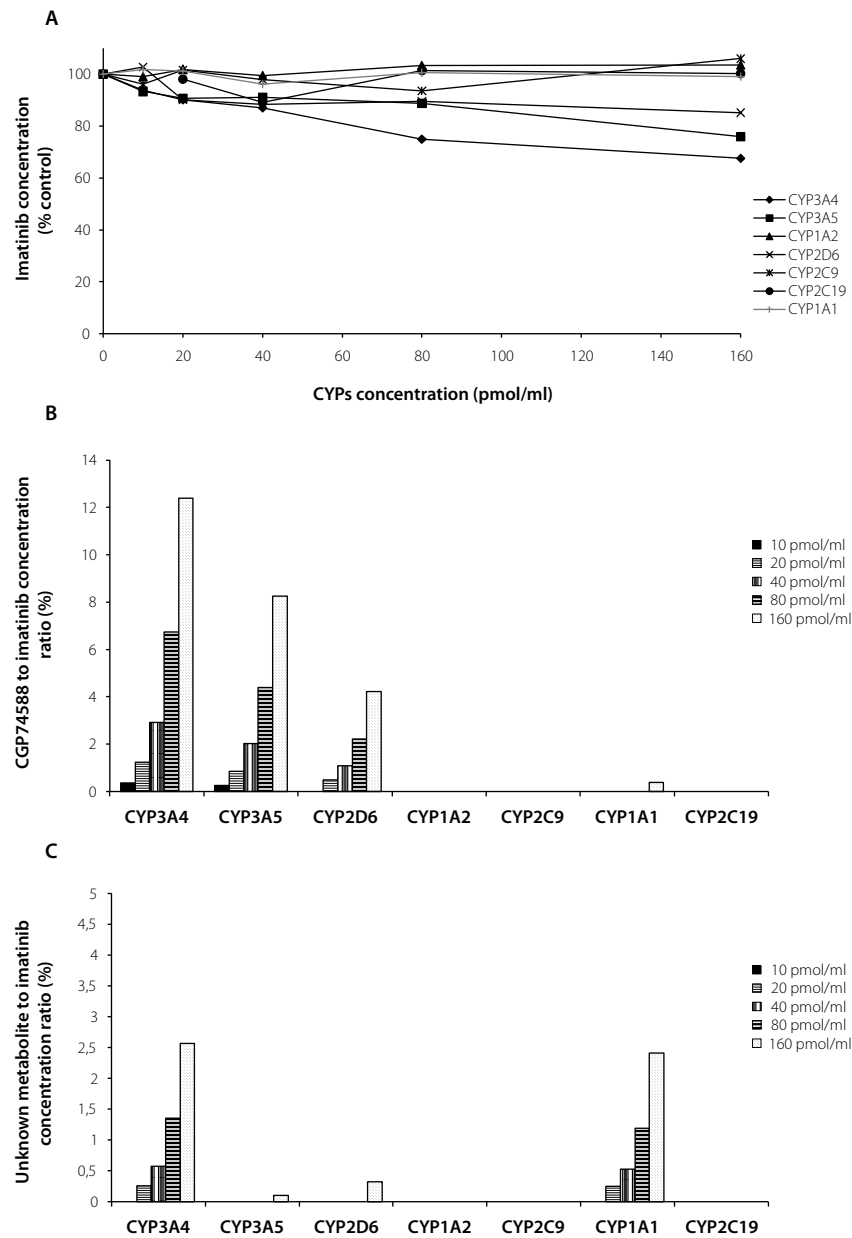 A
Imatinib concentration
(% control)
100
80
60
40
20
0
0 20 40 60 80 100 120 140 160
CYPs concentration (pmol/ml)
CYP3A4
CYP3A5
CYP1A2
CYP2D6
CYP2C9
CYP2C19
CYP1A1
B
CGP74588 to imatinib concentration
ratio (%)
14
12
10
8
6
4
2
0
CYP3A4 CYP3A5 CYP2D6 CYP1A2 CYP2C9 CYP1A1 CYP2C19
10 pmol/ml
20 pmol/ml
40 pmol/ml
80 pmol/ml
160 pmol/ml
C
Unknown metabolite to imatinib
concentration ratio (%)
5
4,5
4
3,5
3
2,5
2
1,5
1
0,5
0
CYP3A4 CYP3A5 CYP2D6 CYP1A2 CYP2C9 CYP1A1 CYP2C19
10 pmol/ml
20 pmol/ml
40 pmol/ml
80 pmol/ml
160 pmol/ml